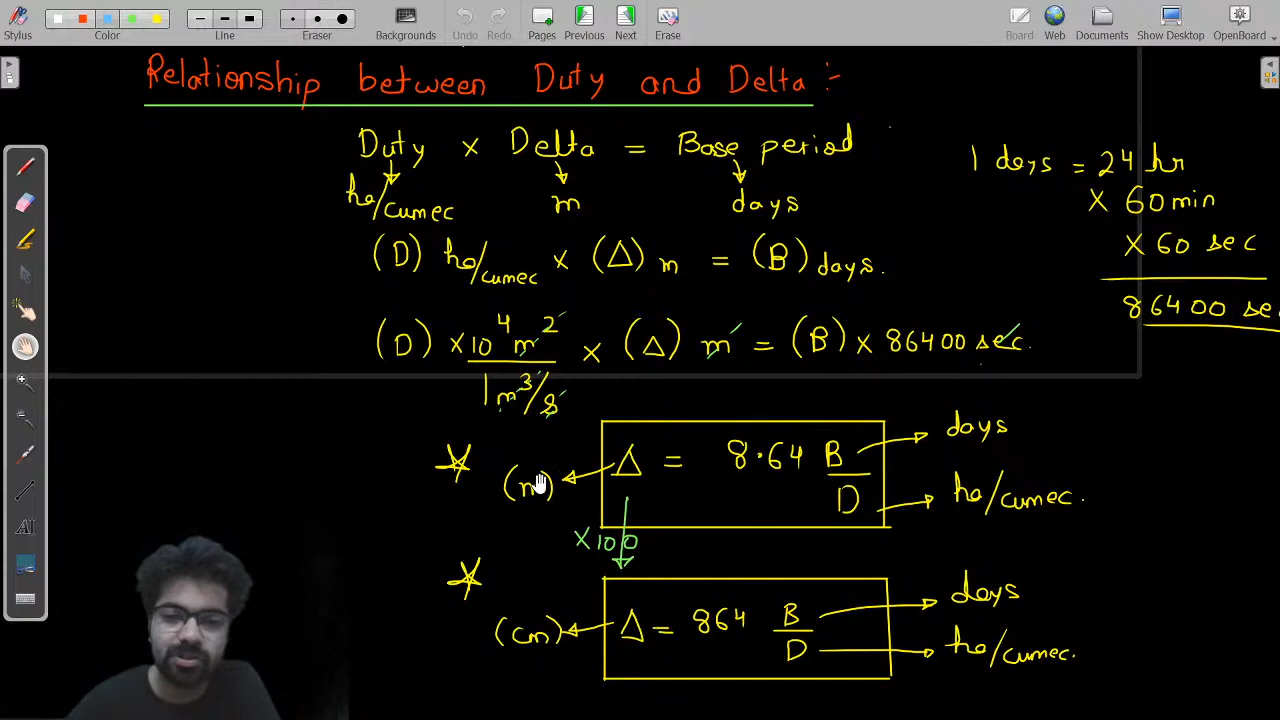 Stylus Color Line Eraser Backgrounds Undo Redo Pages Previous Next Erase Board Web Documents Show Desktop OpenBoard
Relationship between Duty and Delta :-
Duty × Delta = Base period
ha/cumec m days
(D) ha/cumec × (Δ) m = (B) days.
(D) × 10^4 m^2 / 1 m^3/s × (Δ) m = (B) × 86400 sec.
1 days = 24 hr
× 60 min
× 60 sec
86400 se
(m) Δ = 8.64 B/D
days
ha/cumec.
×100
(cm) Δ = 864 B/D
days
ha/cumec.